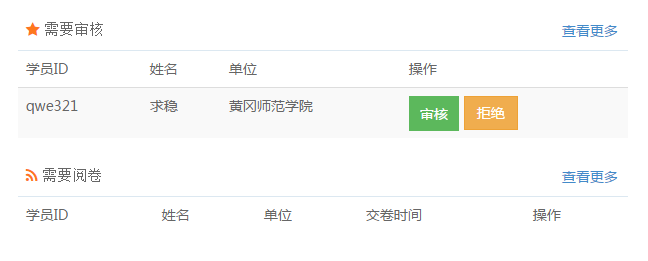 需要审核 查看更多
学员ID 姓名 单位 操作
qwe321 求稳 黄冈师范学院 审核 拒绝
需要阅卷 查看更多
学员ID 姓名 单位 交卷时间 操作